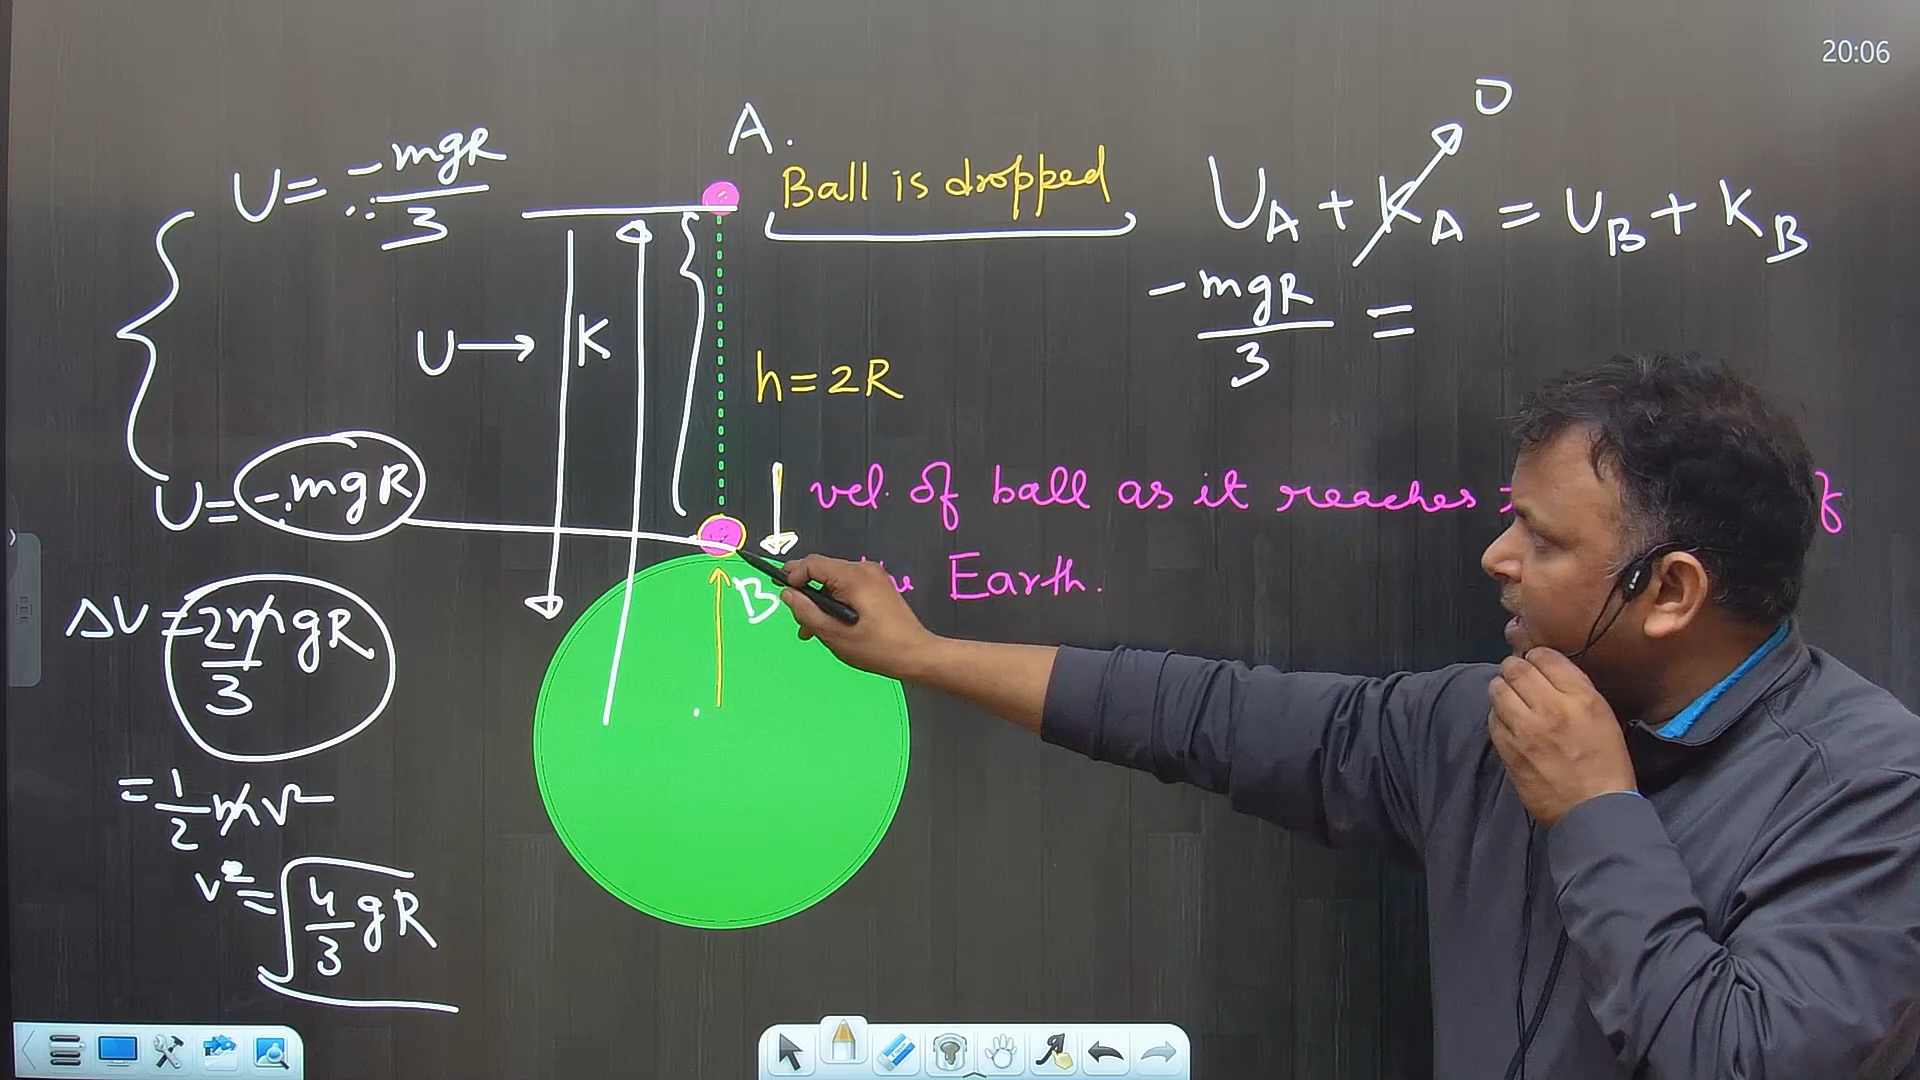 20:06
A.
U = -mgR/3
Ball is dropped
U_A + K_A = U_B + K_B
0
-mgR/3 =
U → K
h = 2R
U = -mgR
vel. of ball as it reaches
Earth.
B
ΔU = 2mgR/3
= 1/2 mv²
v = √4/3 gR